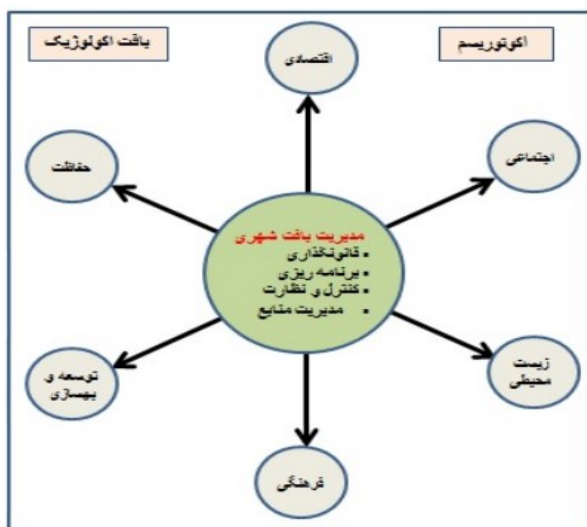 اکوتوریسم
بافت اکولوژیک
اقتصادی
اجتماعی
حفاظت
مدیریت بافت شهری
▪ قانونگذاری
▪ برنامه ریزی
▪ کنترل و نظارت
▪ مدیریت منابع
زیست
محیطی
توسعه و
بهسازی
فرهنگی